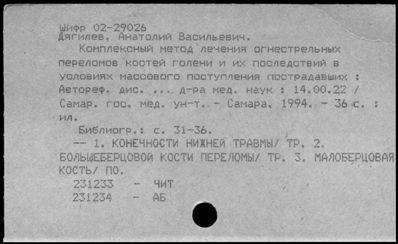 Шифр 02-29026
Дягилев, Анатолий Васильевич.
Комплексный метод лечения огнестрельных
переломов костей голени и их последствий в
условиях массового поступления пострадавших :
Автореф. дис. ... д-ра мед. наук : 14.00.22 /
Самар. гос. мед. ун-т. - Самара, 1994. - 36 с. :
ил.
Библиогр.: с. 31-36.
-- 1. КОНЕЧНОСТИ НИЖНЕЙ ТРАВМЫ/ ТР. 2.
БОЛЬШЕБЕРЦОВОЙ КОСТИ ПЕРЕЛОМЫ/ ТР. 3. МАЛОБЕРЦОВАЯ
КОСТЬ/ ПО.
231233 - ЧИТ
231234 - АБ